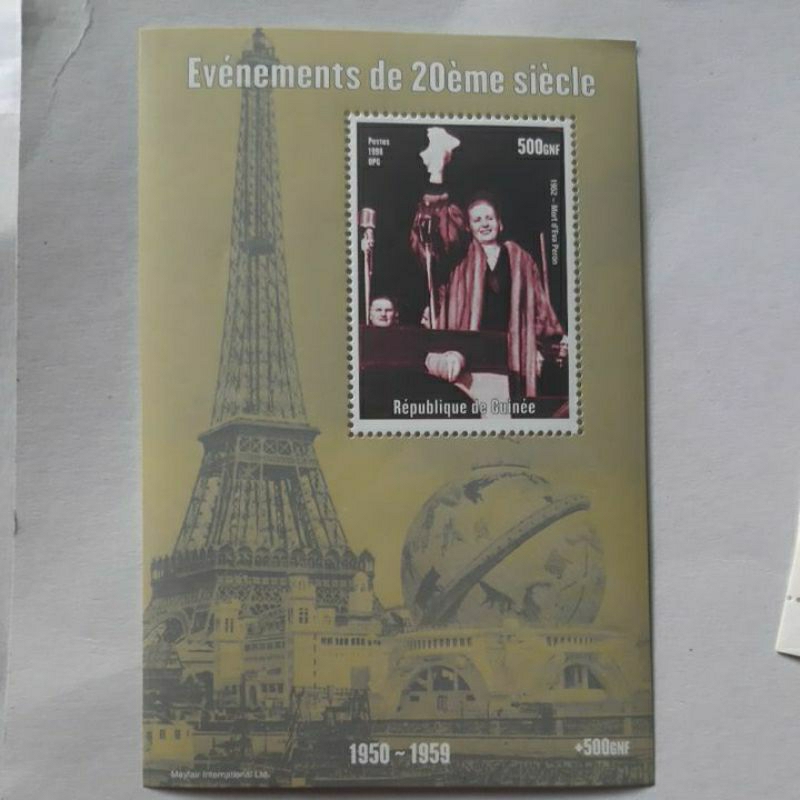 Evénements de 20ème siècle
Postes
1998
OPG
500GNF
1952 ~ Mort d'Eva Peron
République de Guinée
1950 ~ 1959
+500GNF
Mayfair International Ltd.